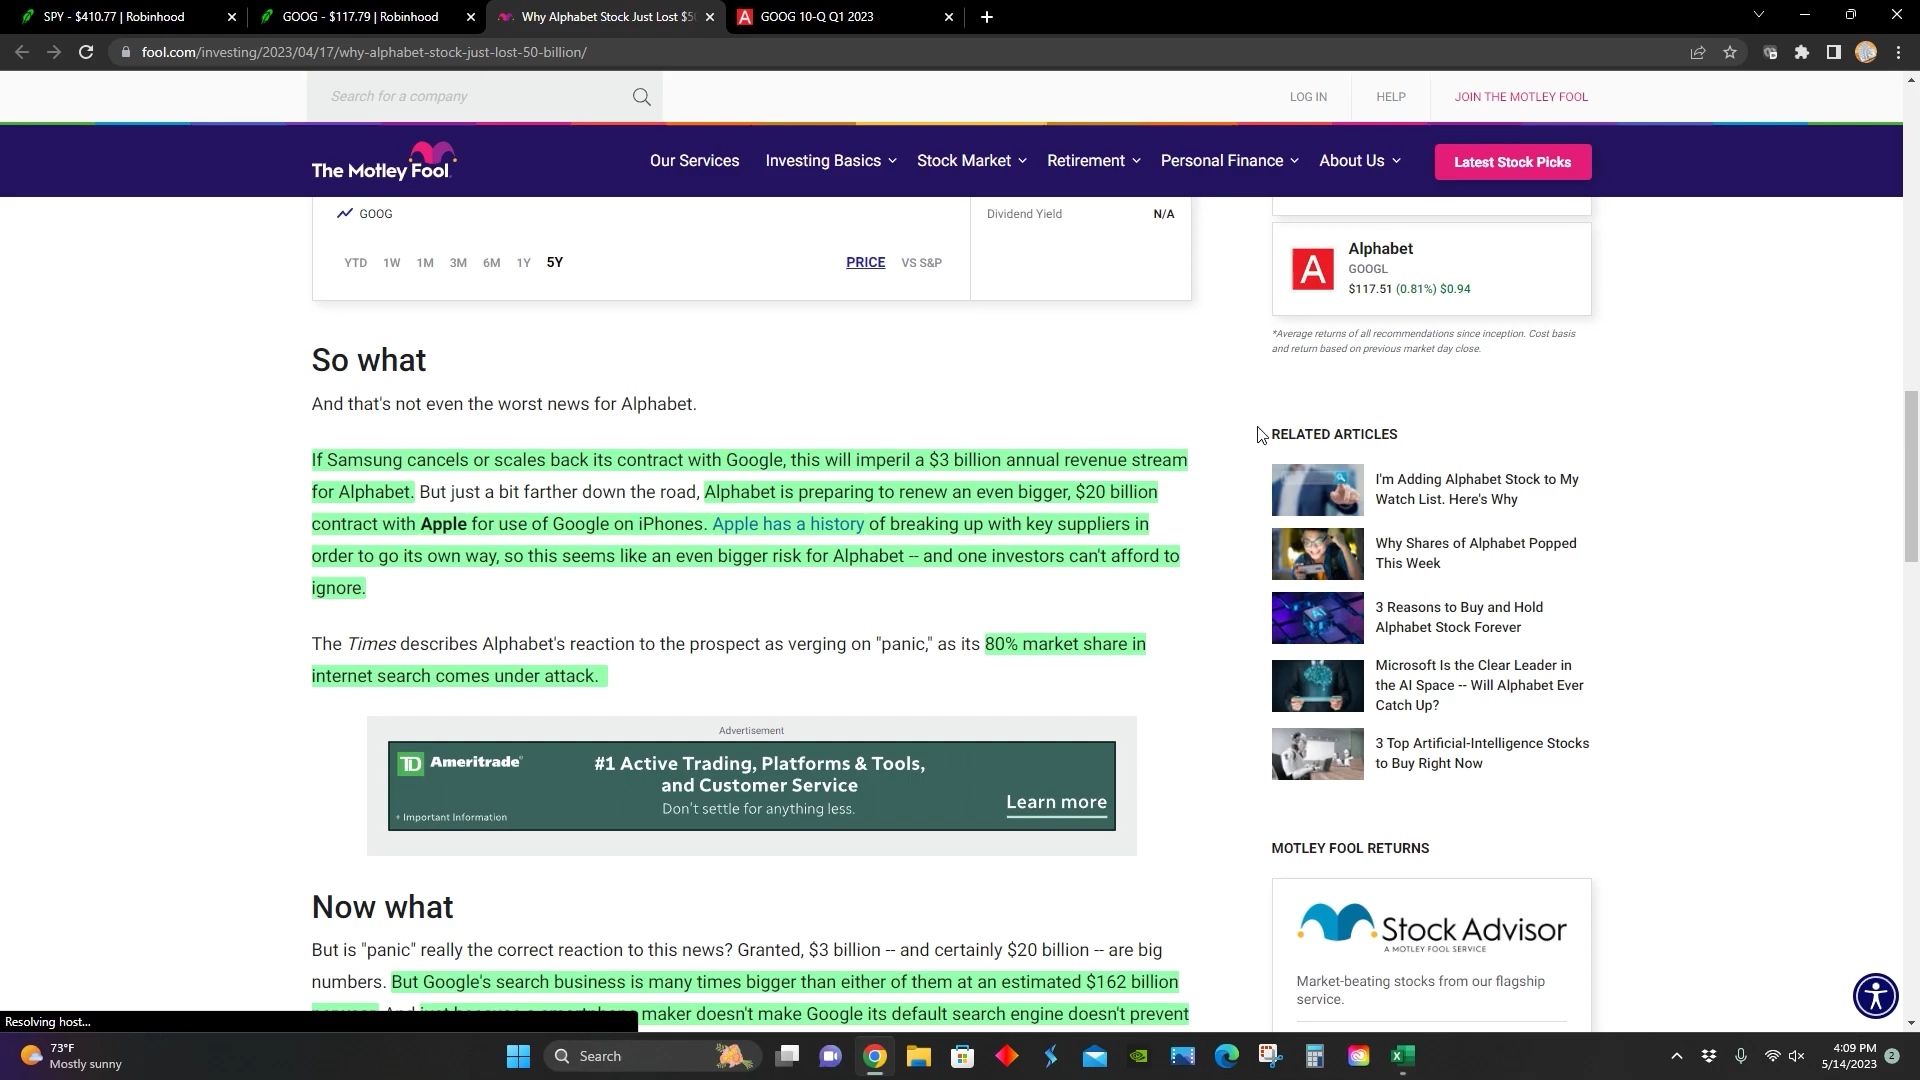 SPY - $410.77 | Robinhood
GOOG - $117.79 | Robinhood
Why Alphabet Stock Just Lost $5
GOOG 10-Q Q1 2023
fool.com/investing/2023/04/17/why-alphabet-stock-just-lost-50-billion/
Search for a company
LOG IN
HELP
JOIN THE MOTLEY FOOL
The Motley Fool
Our Services
Investing Basics
Stock Market
Retirement
Personal Finance
About Us
Latest Stock Picks
GOOG
Dividend Yield
N/A
YTD 1W 1M 3M 6M 1Y 5Y
PRICE
VS S&P
A
Alphabet
GOOGL
$117.51 (0.81%) $0.94
*Average returns of all recommendations since inception. Cost basis
and return based on previous market day close.
So what
And that's not even the worst news for Alphabet.
If Samsung cancels or scales back its contract with Google, this will imperil a $3 billion annual revenue stream
for Alphabet. But just a bit farther down the road, Alphabet is preparing to renew an even bigger, $20 billion
contract with Apple for use of Google on iPhones. Apple has a history of breaking up with key suppliers in
order to go its own way, so this seems like an even bigger risk for Alphabet -- and one investors can't afford to
ignore.
The Times describes Alphabet's reaction to the prospect as verging on "panic," as its 80% market share in
internet search comes under attack.
Advertisement
TD Ameritrade®
#1 Active Trading, Platforms & Tools,
and Customer Service
Don't settle for anything less.
Learn more
+ Important Information
Now what
But is "panic" really the correct reaction to this news? Granted, $3 billion -- and certainly $20 billion -- are big
numbers. But Google's search business is many times bigger than either of them at an estimated $162 billion
maker doesn't make Google its default search engine doesn't prevent
RELATED ARTICLES
I'm Adding Alphabet Stock to My
Watch List. Here's Why
Why Shares of Alphabet Popped
This Week
3 Reasons to Buy and Hold
Alphabet Stock Forever
Microsoft Is the Clear Leader in
the AI Space -- Will Alphabet Ever
Catch Up?
3 Top Artificial-Intelligence Stocks
to Buy Right Now
MOTLEY FOOL RETURNS
Stock Advisor
A MOTLEY FOOL SERVICE
Market-beating stocks from our flagship
service.
Resolving host...
73°F
Mostly sunny
Search
4:09 PM
5/14/2023
2